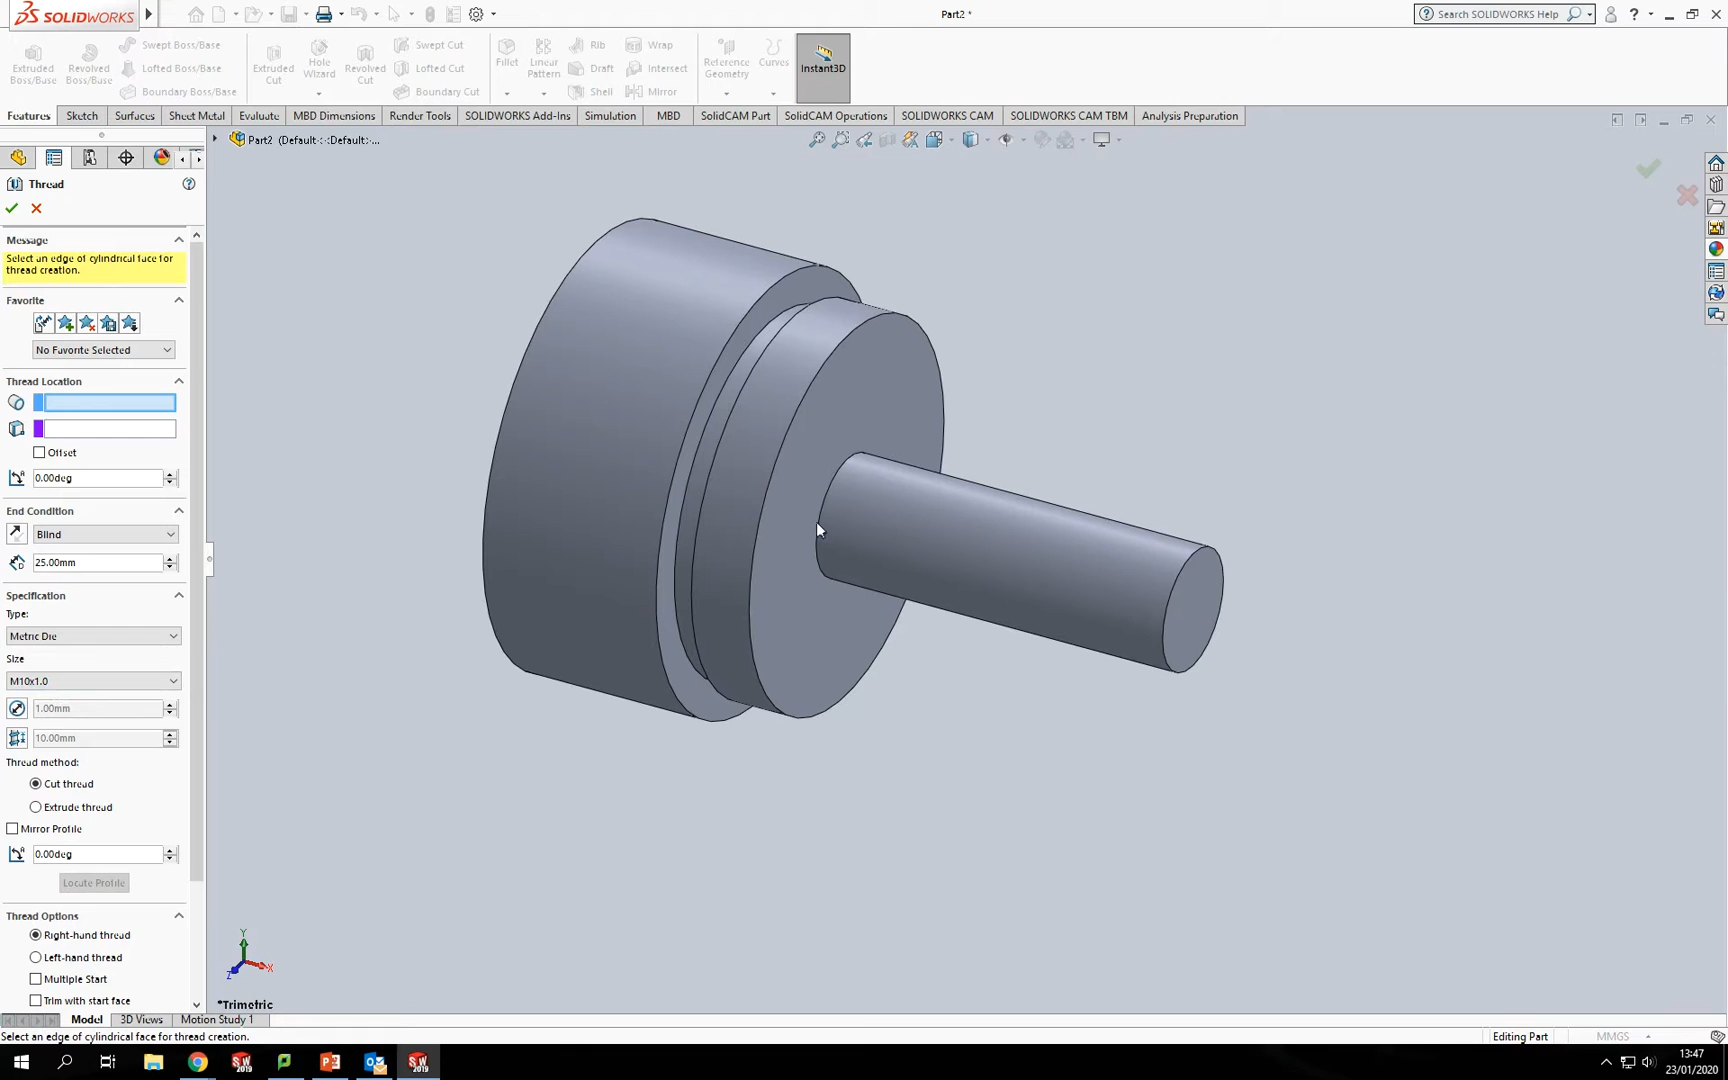 SOLIDWORKS
Part2 *
Search SOLIDWORKS Help
Extruded Boss/Base
Revolved Boss/Base
Swept Boss/Base
Lofted Boss/Base
Boundary Boss/Base
Extruded Cut
Hole Wizard
Revolved Cut
Swept Cut
Lofted Cut
Boundary Cut
Fillet
Linear Pattern
Rib
Draft
Shell
Wrap
Intersect
Mirror
Reference Geometry
Curves
Instant3D
Features Sketch Surfaces Sheet Metal Evaluate MBD Dimensions Render Tools SOLIDWORKS Add-Ins Simulation MBD SolidCAM Part SolidCAM Operations SOLIDWORKS CAM SOLIDWORKS CAM TBM Analysis Preparation
Part2 (Default<<Default>...
Thread
Message
Select an edge of cylindrical face for
thread creation.
Favorite
No Favorite Selected
Thread Location
Offset
0.00deg
End Condition
Blind
25.00mm
Specification
Type:
Metric Die
Size
M10x1.0
1.00mm
10.00mm
Thread method:
Cut thread
Extrude thread
Mirror Profile
0.00deg
Locate Profile
Thread Options
Right-hand thread
Left-hand thread
Multiple Start
Trim with start face
Y
X
Z
*Trimetric
Model 3D Views Motion Study 1
Select an edge of cylindrical face for thread creation.
Editing Part
MMGS
SW 2019
SW 2019
13:47
23/01/2020